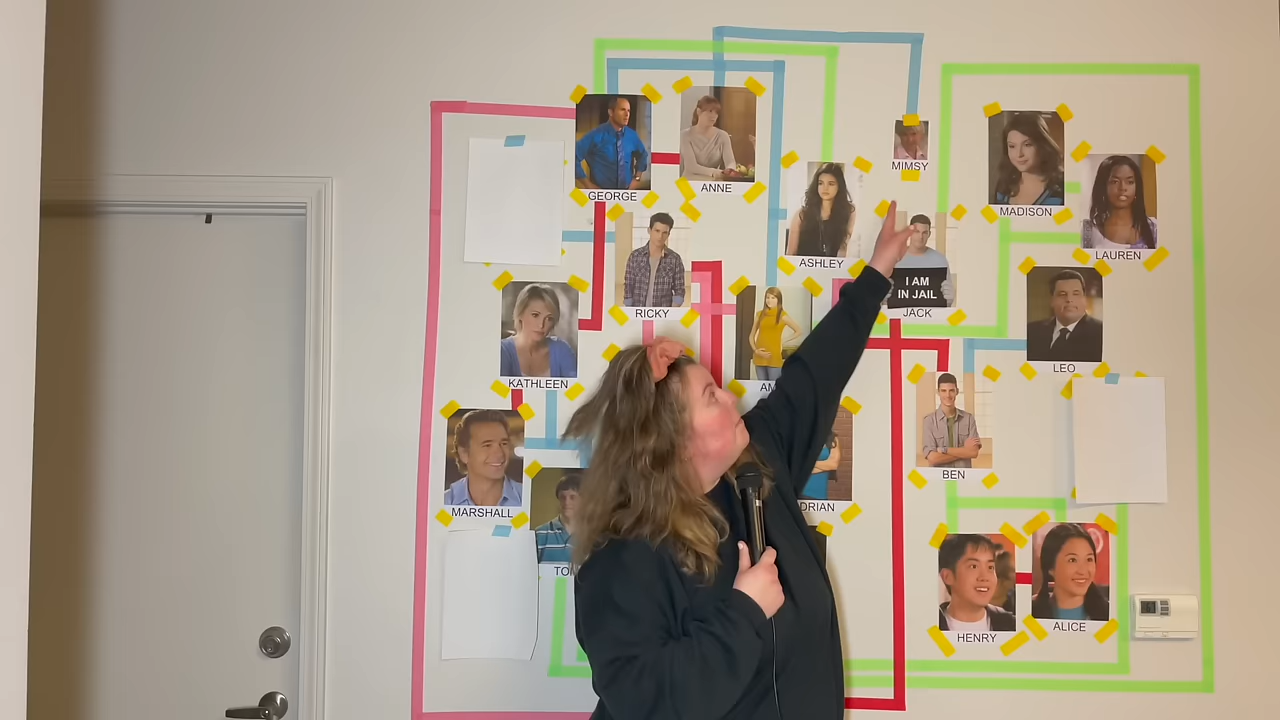 GEORGE
ANNE
MIMSY
MADISON
LAUREN
ASHLEY
I AM
IN JAIL
JACK
RICKY
KATHLEEN
LEO
BEN
MARSHALL
HENRY
ALICE